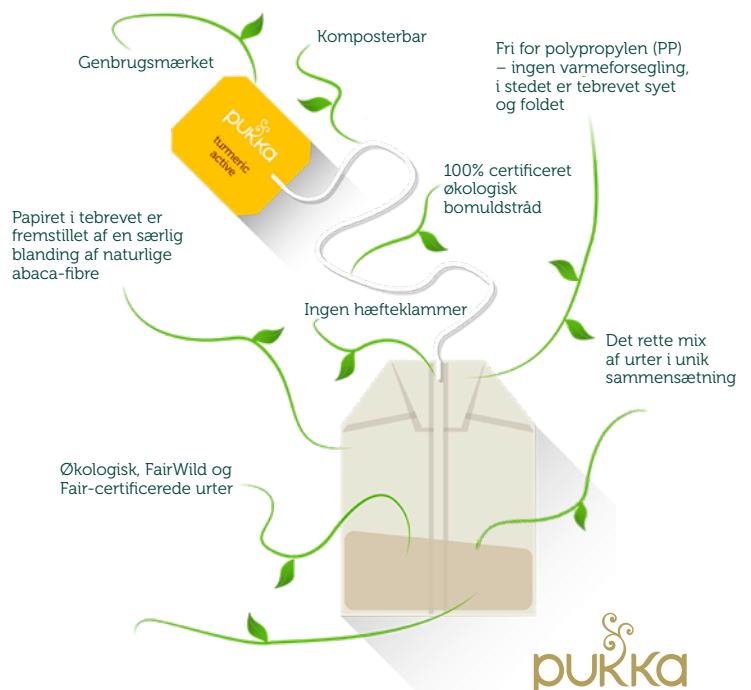 Komposterbar
Genbrugsmærket
Fri for polypropylen (PP)
– ingen varmeforsegling,
i stedet er tebrevet syet
og foldet
pukka
turmeric
active
100% certificeret
økologisk
bomuldstråd
Papiret i tebrevet er
fremstillet af en særlig
blanding af naturlige
abaca-fibre
Ingen hæfteklammer
Det rette mix
af urter i unik
sammensætning
Økologisk, FairWild og
Fair-certificerede urter
pukka